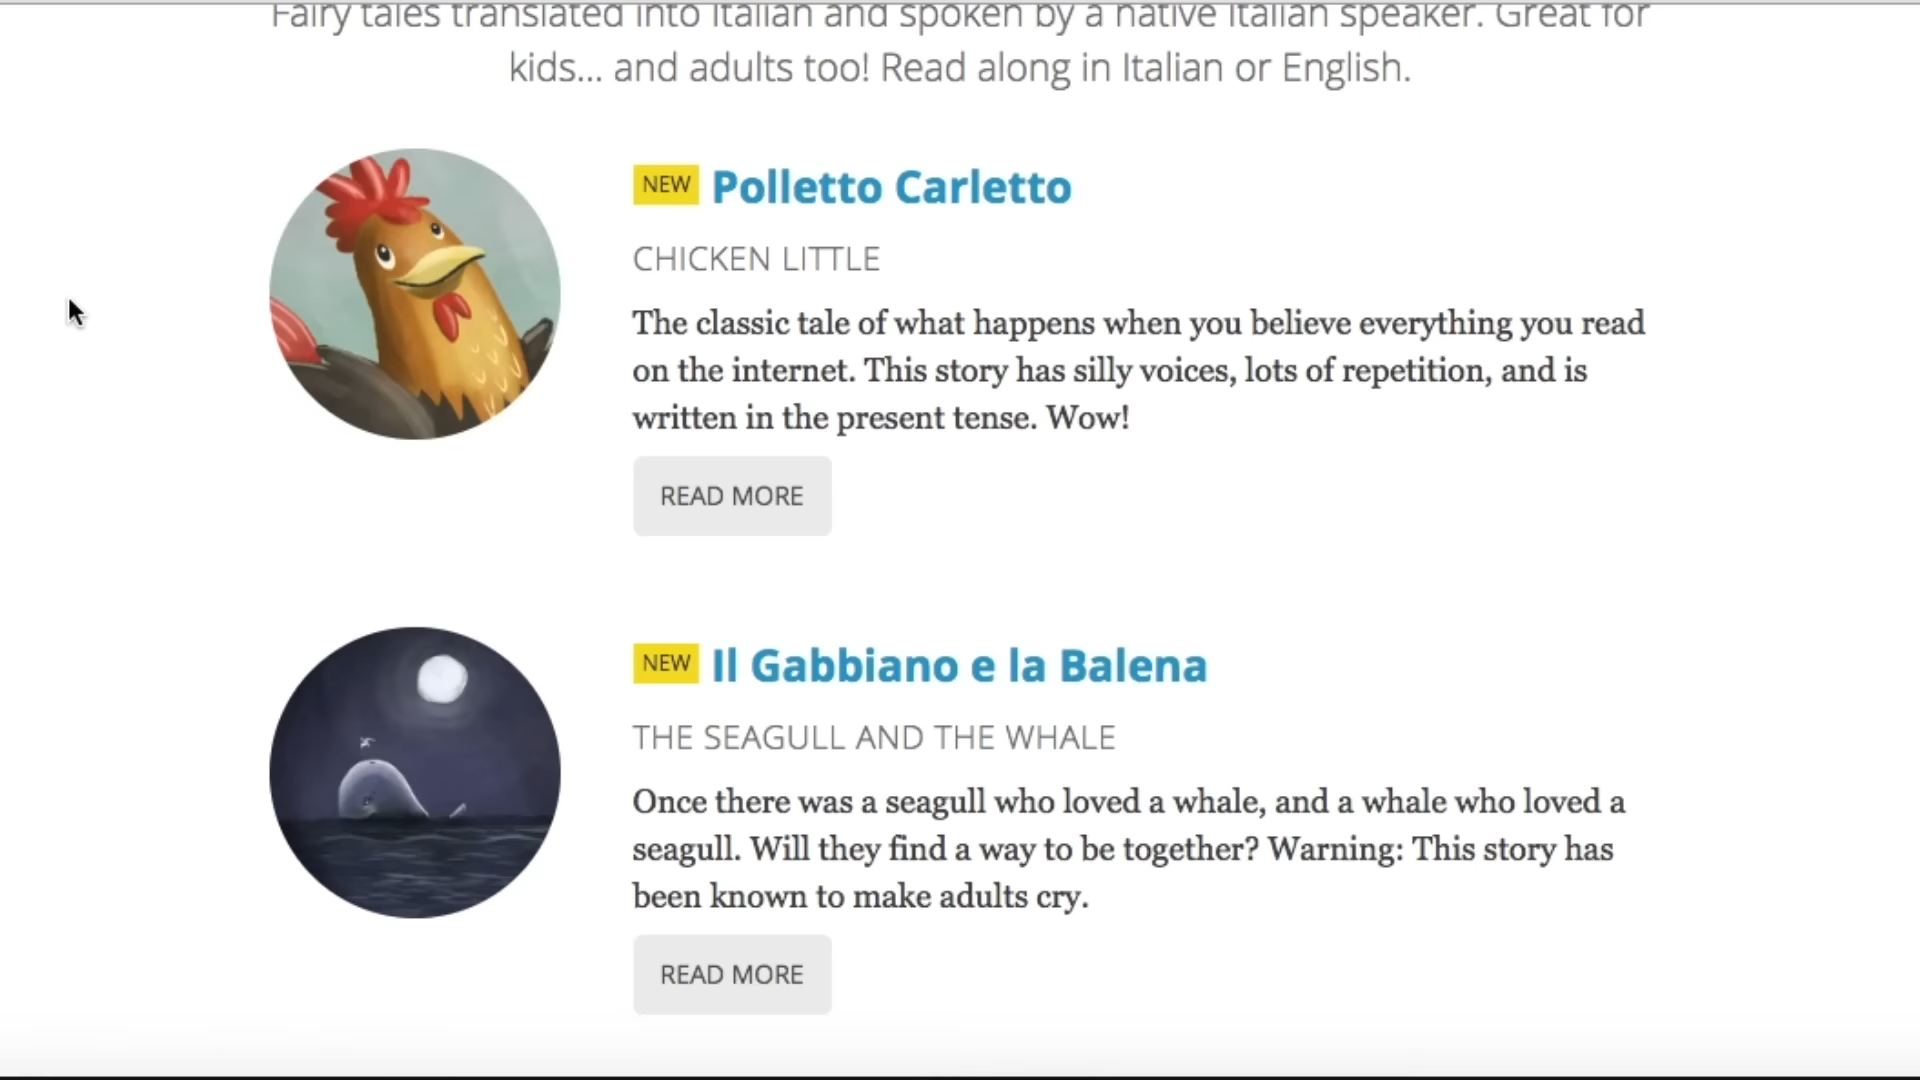 Fairy tales translated into Italian and spoken by a native Italian speaker. Great for
kids... and adults too! Read along in Italian or English.
NEW Polletto Carletto
CHICKEN LITTLE
The classic tale of what happens when you believe everything you read
on the internet. This story has silly voices, lots of repetition, and is
written in the present tense. Wow!
READ MORE
NEW Il Gabbiano e la Balena
THE SEAGULL AND THE WHALE
Once there was a seagull who loved a whale, and a whale who loved a
seagull. Will they find a way to be together? Warning: This story has
been known to make adults cry.
READ MORE